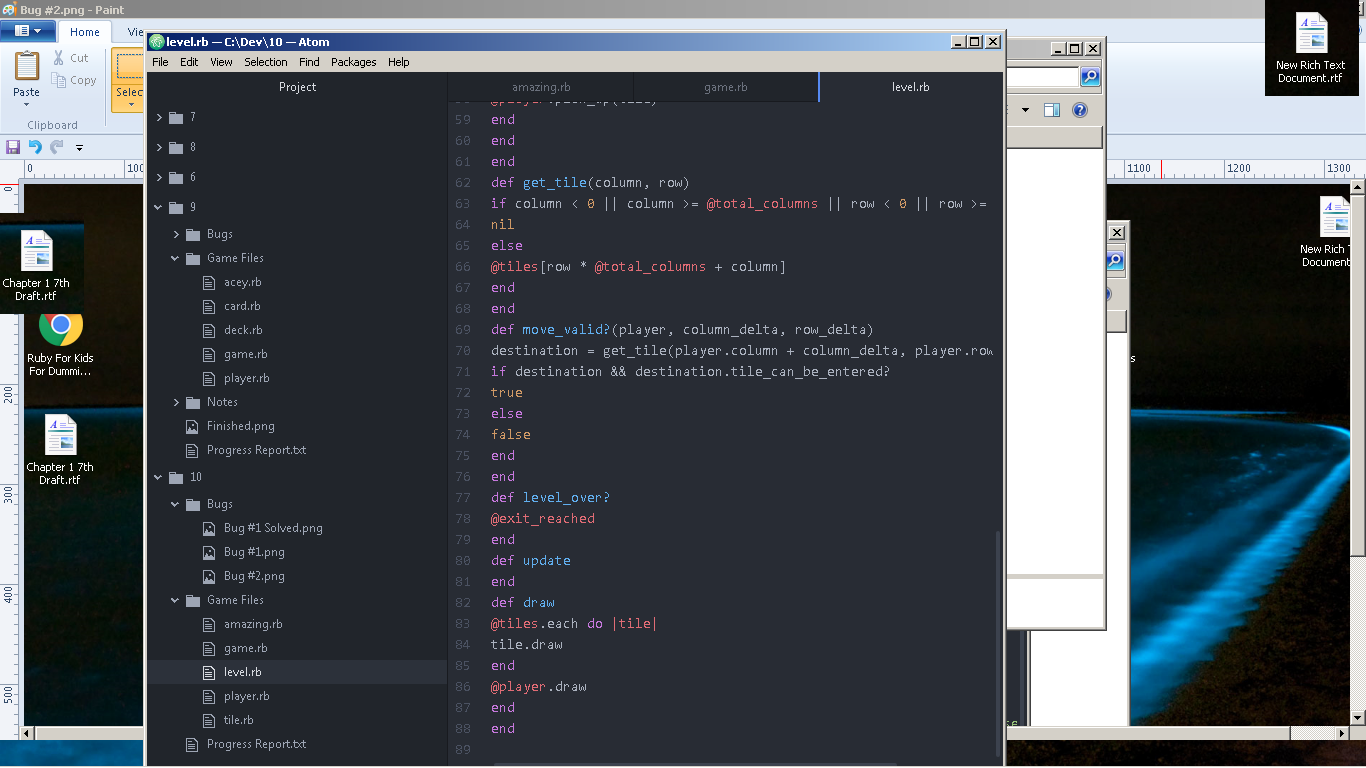 Bug #2.png - Paint
Home
Vi
Paste
Cut
Copy
Selec
Clipboard
0
100
1100
1200
1300
0
200
300
400
500
Chapter 1 7th
Draft.rtf
Ruby For Kids
For Dummi...
Chapter 1 7th
Draft.rtf
New Rich Text
Document.rtf
New Rich T
Document
s
level.rb — C:\Dev\10 — Atom
File Edit View Selection Find Packages Help
Project
7
8
6
9
Bugs
Game Files
acey.rb
card.rb
deck.rb
game.rb
player.rb
Notes
Finished.png
Progress Report.txt
10
Bugs
Bug #1 Solved.png
Bug #1.png
Bug #2.png
Game Files
amazing.rb
game.rb
level.rb
player.rb
tile.rb
Progress Report.txt
amazing.rb game.rb level.rb
59 end
60 end
61 end
62 def get_tile(column, row)
63 if column < 0 || column >= @total_columns || row < 0 || row >=
64 nil
65 else
66 @tiles[row * @total_columns + column]
67 end
68 end
69 def move_valid?(player, column_delta, row_delta)
70 destination = get_tile(player.column + column_delta, player.row
71 if destination && destination.tile_can_be_entered?
72 true
73 else
74 false
75 end
76 end
77 def level_over?
78 @exit_reached
79 end
80 def update
81 end
82 def draw
83 @tiles.each do |tile|
84 tile.draw
85 end
86 @player.draw
87 end
88 end
89